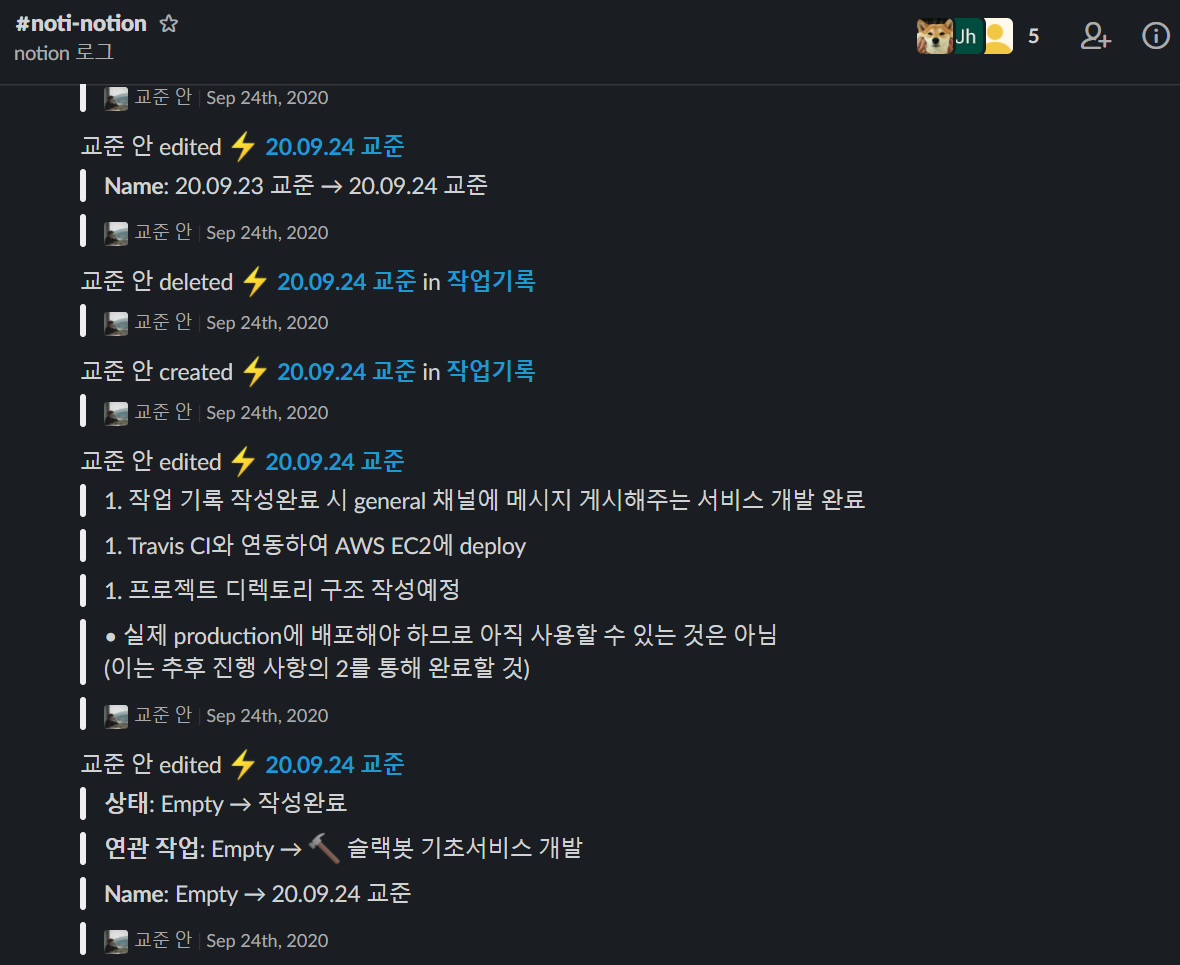 #noti-notion
notion 로그
Jh
5
교준 안 | Sep 24th, 2020
교준 안 edited ⚡ 20.09.24 교준
Name: 20.09.23 교준 → 20.09.24 교준
교준 안 | Sep 24th, 2020
교준 안 deleted ⚡ 20.09.24 교준 in 작업기록
교준 안 | Sep 24th, 2020
교준 안 created ⚡ 20.09.24 교준 in 작업기록
교준 안 | Sep 24th, 2020
교준 안 edited ⚡ 20.09.24 교준
1. 작업 기록 작성완료 시 general 채널에 메시지 게시해주는 서비스 개발 완료
1. Travis CI와 연동하여 AWS EC2에 deploy
1. 프로젝트 디렉토리 구조 작성예정
● 실제 production에 배포해야 하므로 아직 사용할 수 있는 것은 아님
(이는 추후 진행 사항의 2를 통해 완료할 것)
교준 안 | Sep 24th, 2020
교준 안 edited ⚡ 20.09.24 교준
상태: Empty → 작성완료
연관 작업: Empty → 🔨 슬랙봇 기초서비스 개발
Name: Empty → 20.09.24 교준
교준 안 | Sep 24th, 2020